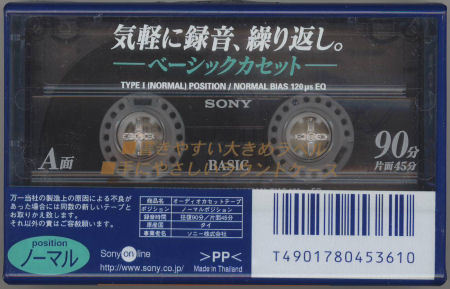 気軽に録音、繰り返し。
ベーシックカセット
TYPE I (NORMAL) POSITION / NORMAL BIAS 120 µs EQ
SONY
A面
BASIC
90分
片面45分
万一当社の製造上の原因による不良が
あった場合には同数の新しいテープと
お取りかえ致します。
それ以外の責はご容赦願います。
商品名 オーディオカセットテープ
ポジション ノーマルポジション
録音時間 往復90分/片面45分
原産国 タイ
事業者名 ソニー株式会社
position
ノーマル
Sony on line
http://www.sony.co.jp/
>PP<
Made in Thailand
T4901780453610